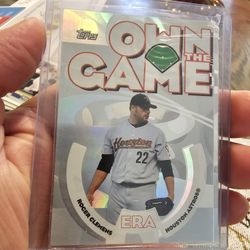 Topps
OWN
THE
GAME
Houston
22
ERA
ROGER CLEMENS
HOUSTON ASTROS